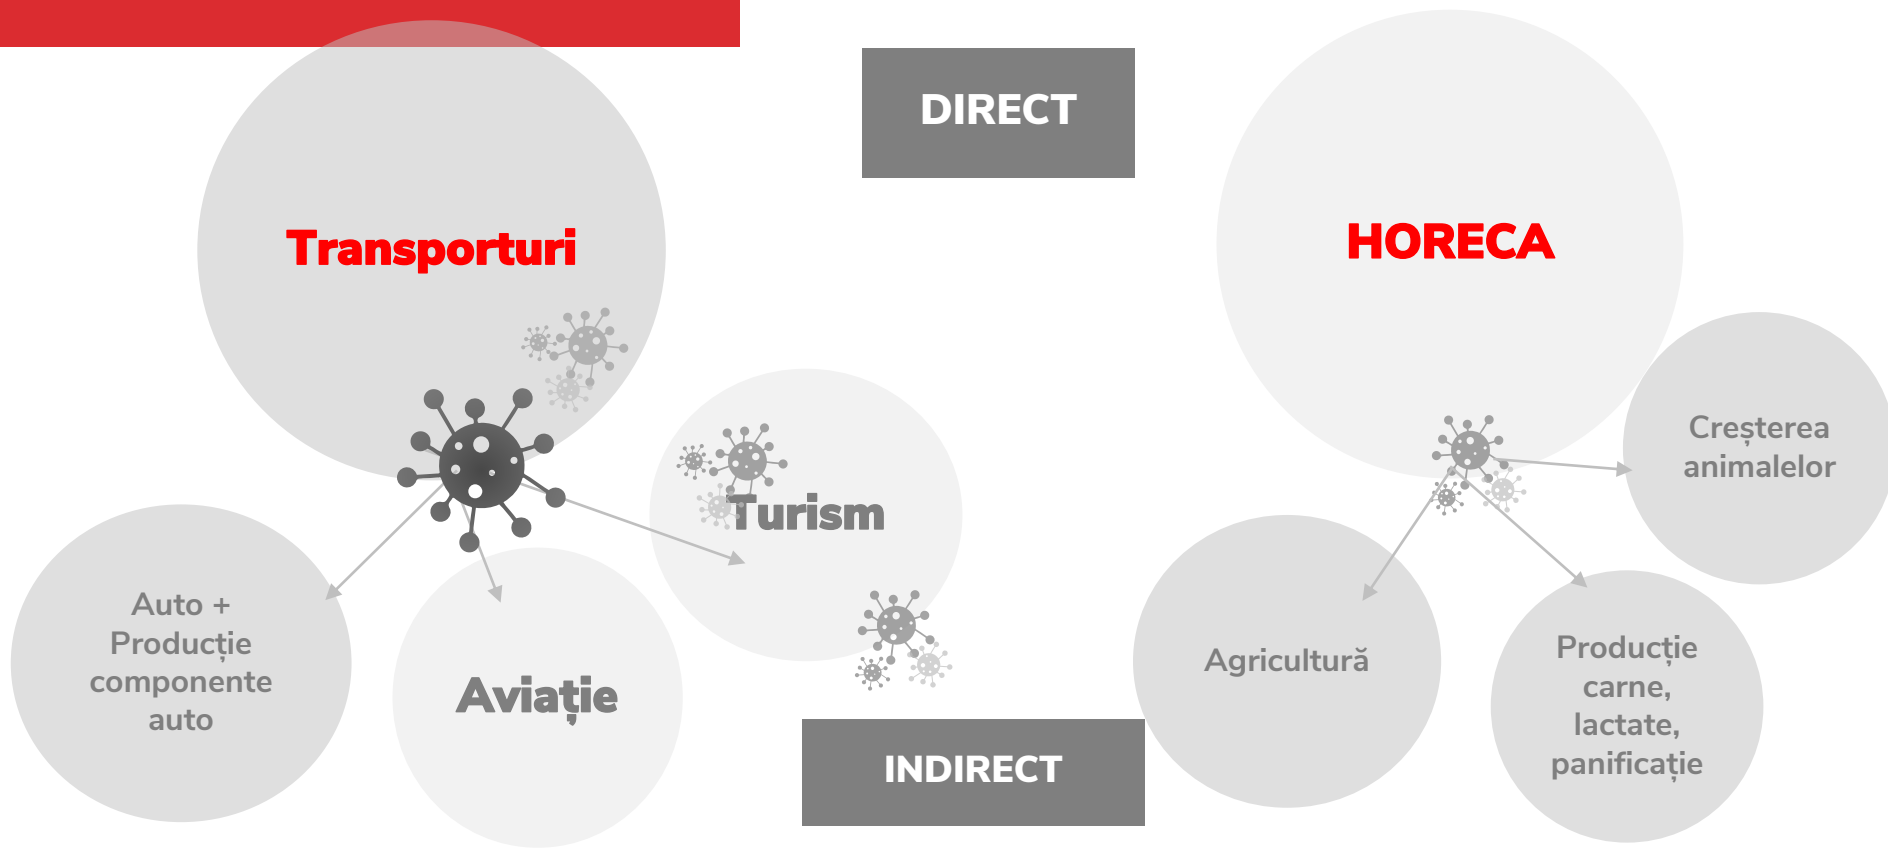 DIRECT
Transporturi
HORECA
Turism
Creșterea
animalelor
Auto +
Producție
componente
auto
Aviație
Agricultură
Producție
carne,
lactate,
panificație
INDIRECT